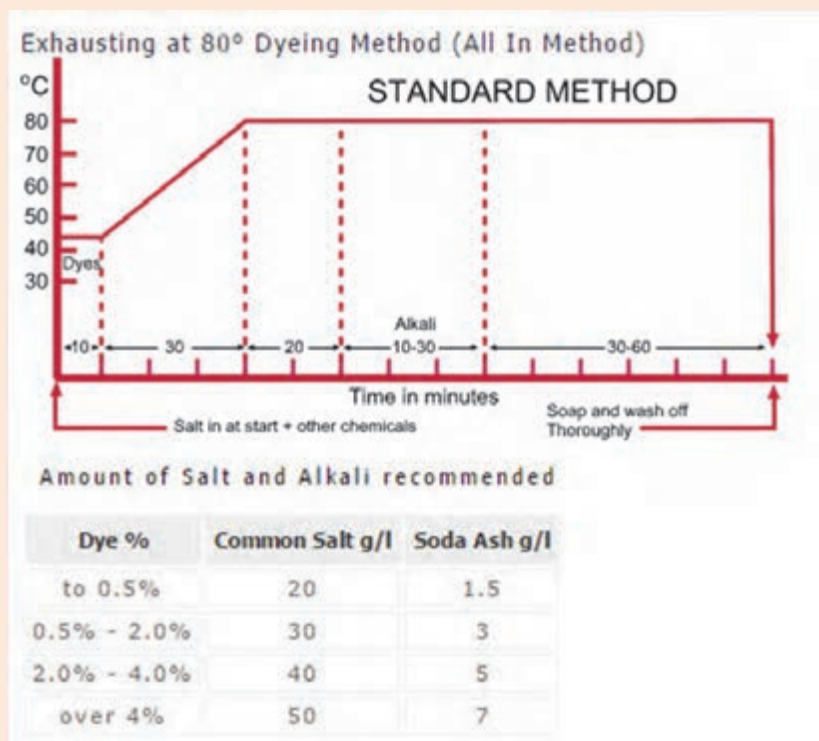 Exhausting at 80° Dyeing Method (All In Method)
°C
STANDARD METHOD
80
70
60
50
40
30
Dyes
Alkali
10
30
20
10-30
30-60
Time in minutes
Salt in at start + other chemicals
Soap and wash off
Thoroughly
Amount of Salt and Alkali recommended
Dye % Common Salt g/l Soda Ash g/l
to 0.5% 20 1.5
0.5% - 2.0% 30 3
2.0% - 4.0% 40 5
over 4% 50 7